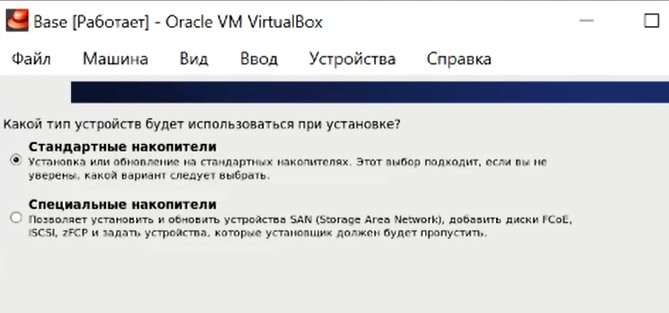 Base [Работает] - Oracle VM VirtualBox
Файл Машина Вид Ввод Устройства Справка
Какой тип устройств будет использоваться при установке?
Стандартные накопители
Установка или обновление на стандартных накопителях. Этот выбор подходит, если вы не
уверены, какой вариант следует выбрать.
Специальные накопители
Позволяет установить и обновить устройства SAN (Storage Area Network), добавить диски FCoE,
iSCSI, zFCP и задать устройства, которые установщик должен будет пропустить.